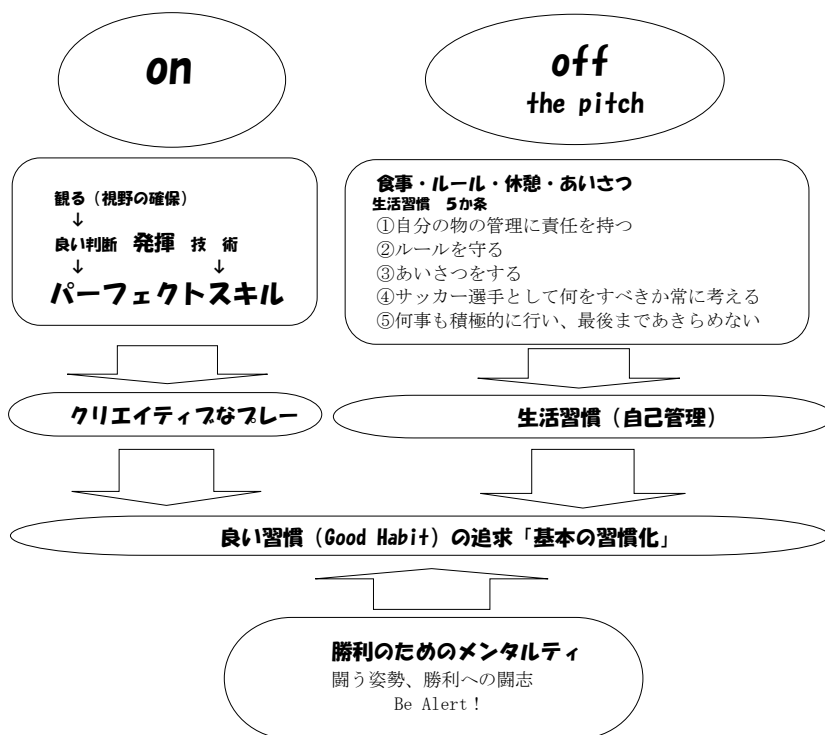 on
off
the pitch
観る（視野の確保）
↓
良い判断　発揮　技　術
↓　↓
パーフェクトスキル
食事・ルール・休憩・あいさつ
生活習慣　５か条
①自分の物の管理に責任を持つ
②ルールを守る
③あいさつをする
④サッカー選手として何をすべきか常に考える
⑤何事も積極的に行い、最後まであきらめない
クリエイティブなプレー
生活習慣（自己管理）
良い習慣（Good Habit）の追求「基本の習慣化」
勝利のためのメンタルティ
闘う姿勢、勝利への闘志
Be Alert！